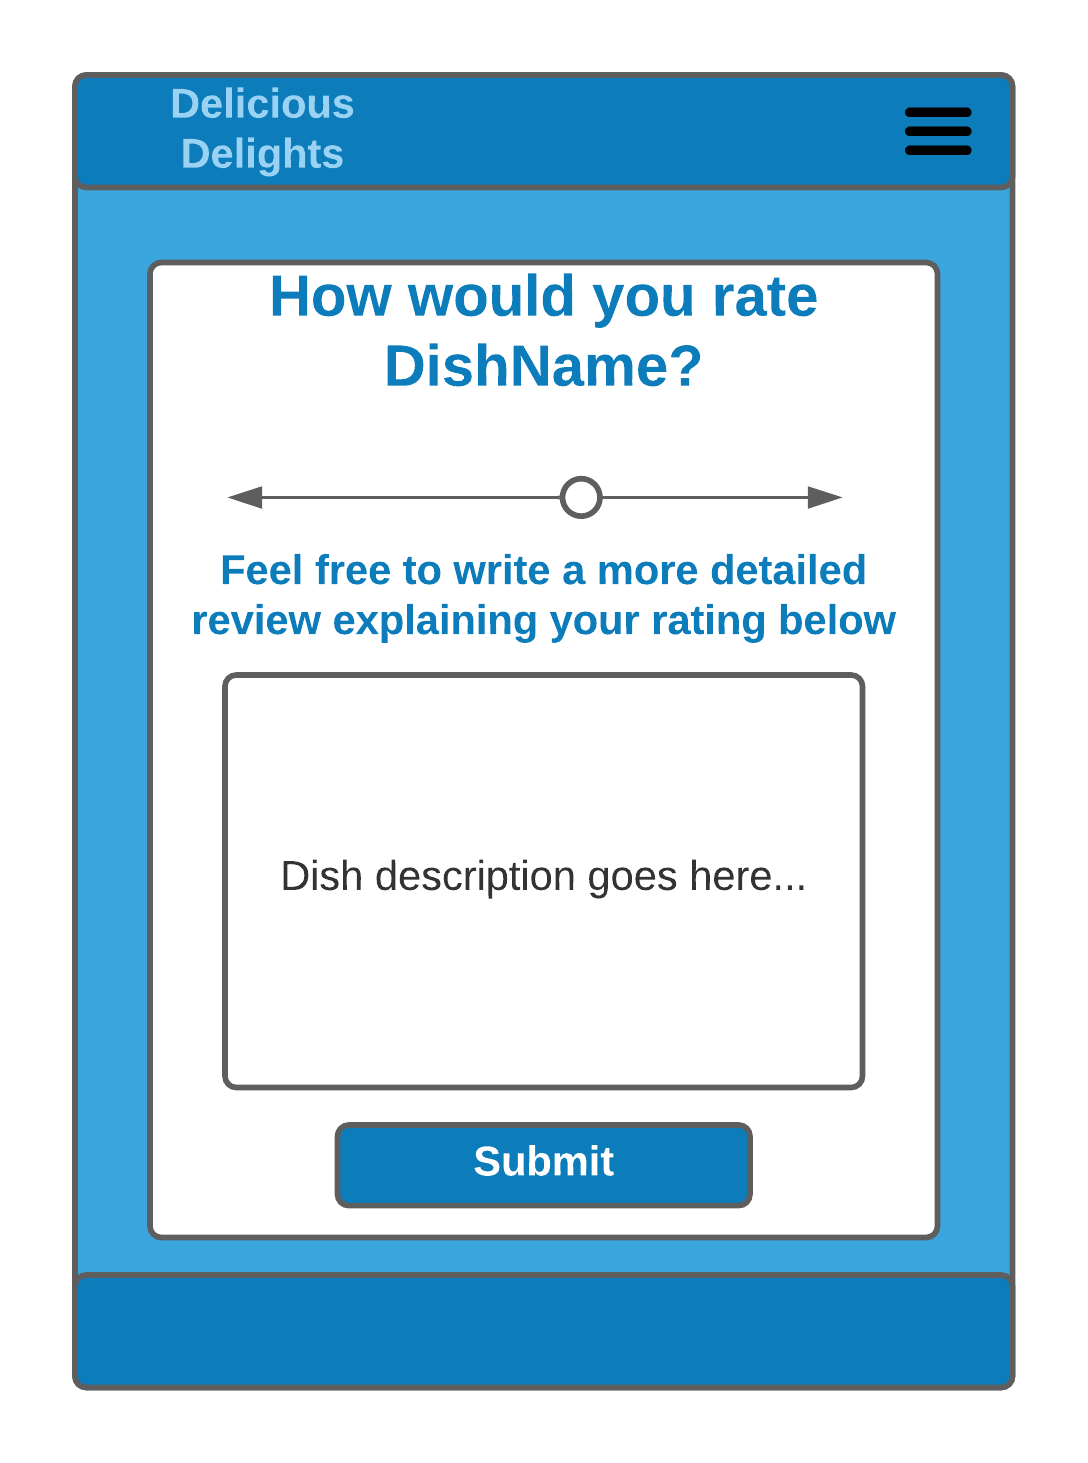 Delicious
Delights
How would you rate
DishName?
Feel free to write a more detailed
review explaining your rating below
Dish description goes here...
Submit